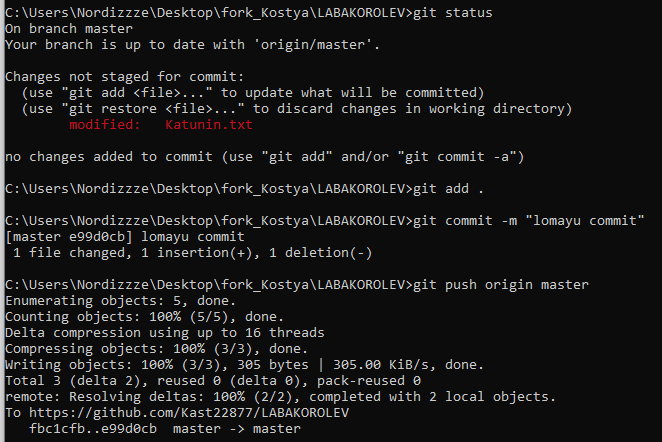 C:\Users\Nordizzze\Desktop\fork_Kostya\LABAKOROLEV>git status
On branch master
Your branch is up to date with 'origin/master'.
Changes not staged for commit:
(use "git add <file>..." to update what will be committed)
(use "git restore <file>..." to discard changes in working directory)
modified:   Katunin.txt
no changes added to commit (use "git add" and/or "git commit -a")
C:\Users\Nordizzze\Desktop\fork_Kostya\LABAKOROLEV>git add .
C:\Users\Nordizzze\Desktop\fork_Kostya\LABAKOROLEV>git commit -m "lomayu commit"
[master e99d0cb] lomayu commit
1 file changed, 1 insertion(+), 1 deletion(-)
C:\Users\Nordizzze\Desktop\fork_Kostya\LABAKOROLEV>git push origin master
Enumerating objects: 5, done.
Counting objects: 100% (5/5), done.
Delta compression using up to 16 threads
Compressing objects: 100% (3/3), done.
Writing objects: 100% (3/3), 305 bytes | 305.00 KiB/s, done.
Total 3 (delta 2), reused 0 (delta 0), pack-reused 0
remote: Resolving deltas: 100% (2/2), completed with 2 local objects.
To https://github.com/Kast22877/LABAKOROLEV
fbc1cfb..e99d0cb  master -> master